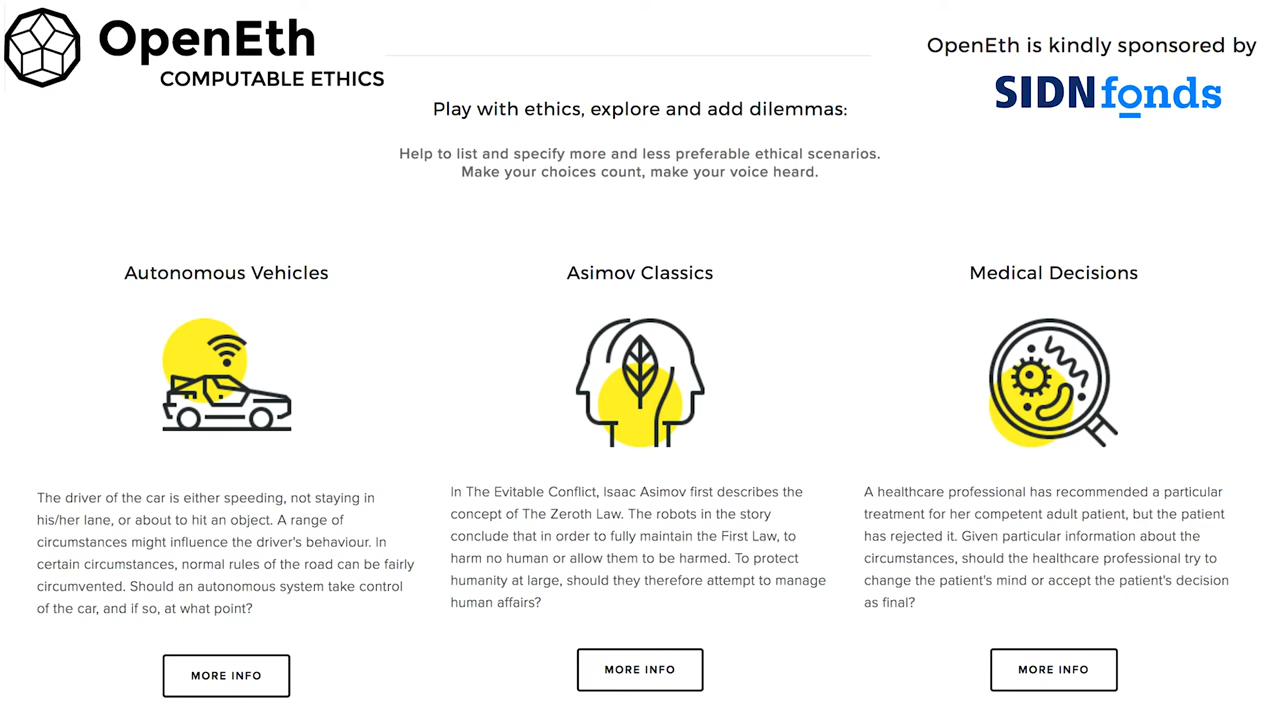 OpenEth
COMPUTABLE ETHICS
OpenEth is kindly sponsored by
SIDNfonds
Play with ethics, explore and add dilemmas:
Help to list and specify more and less preferable ethical scenarios.
Make your choices count, make your voice heard.
Autonomous Vehicles
The driver of the car is either speeding, not staying in
his/her lane, or about to hit an object. A range of
circumstances might influence the driver's behaviour. In
certain circumstances, normal rules of the road can be fairly
circumvented. Should an autonomous system take control
of the car, and if so, at what point?
MORE INFO
Asimov Classics
In The Evitable Conflict, Isaac Asimov first describes the
concept of The Zeroth Law. The robots in the story
conclude that in order to fully maintain the First Law, to
harm no human or allow them to be harmed. To protect
humanity at large, should they therefore attempt to manage
human affairs?
MORE INFO
Medical Decisions
A healthcare professional has recommended a particular
treatment for her competent adult patient, but the patient
has rejected it. Given particular information about the
circumstances, should the healthcare professional try to
change the patient's mind or accept the patient's decision
as final?
MORE INFO